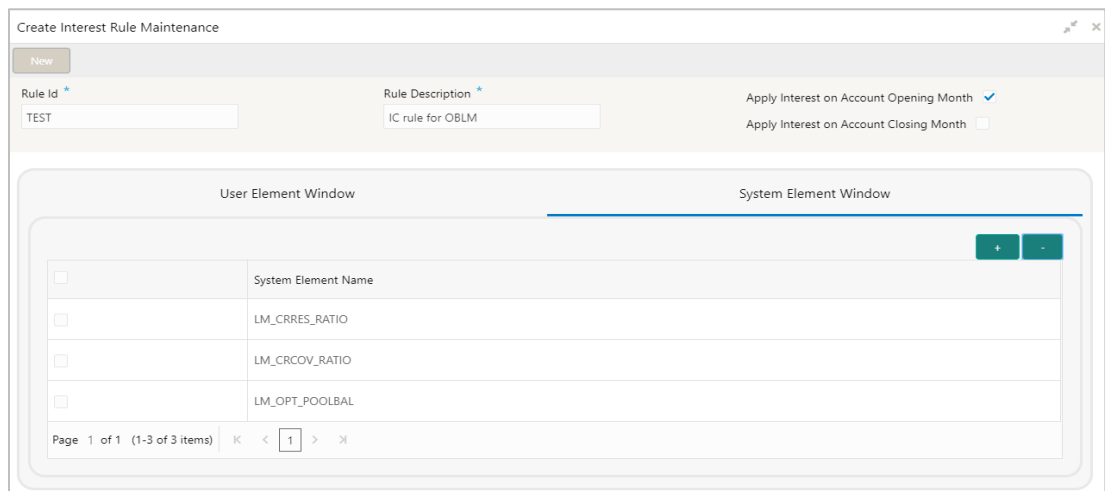 Create Interest Rule Maintenance
New
Rule Id *
Rule Description *
Apply Interest on Account Opening Month
TEST
IC rule for OBLM
Apply Interest on Account Closing Month
User Element Window
System Element Window
+ -
System Element Name
LM_CRRES_RATIO
LM_CRCOV_RATIO
LM_OPT_POOLBAL
Page 1 of 1 (1-3 of 3 items) K < 1 > >|